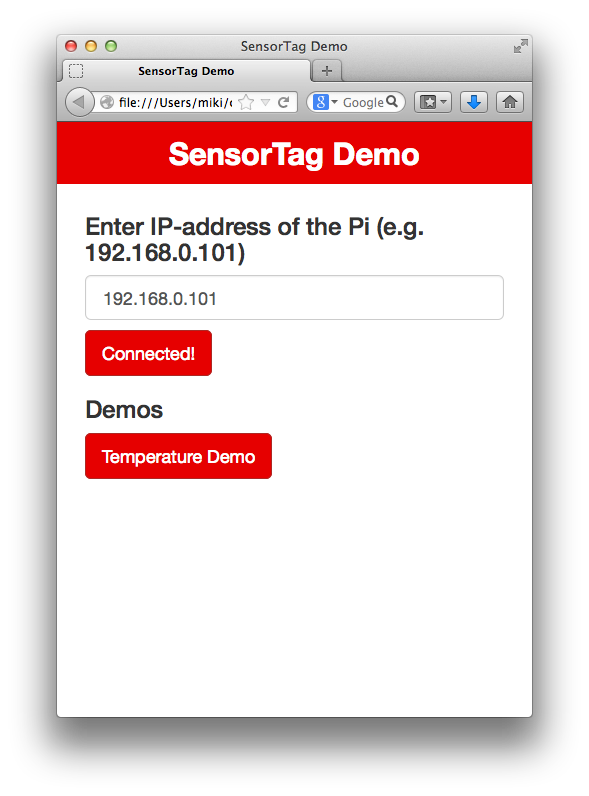 SensorTag Demo
SensorTag Demo
file:///Users/miki/
Google
SensorTag Demo
Enter IP-address of the Pi (e.g.
192.168.0.101)
192.168.0.101
Connected!
Demos
Temperature Demo